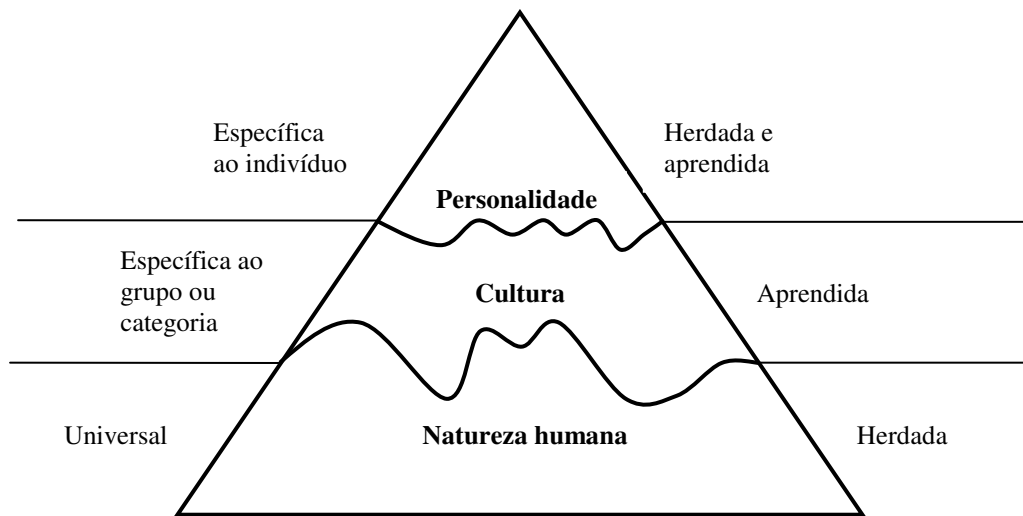 Específica
ao indivíduo
Herdada e
aprendida
Personalidade
Específica ao
grupo ou
categoria
Cultura
Aprendida
Universal
Natureza humana
Herdada